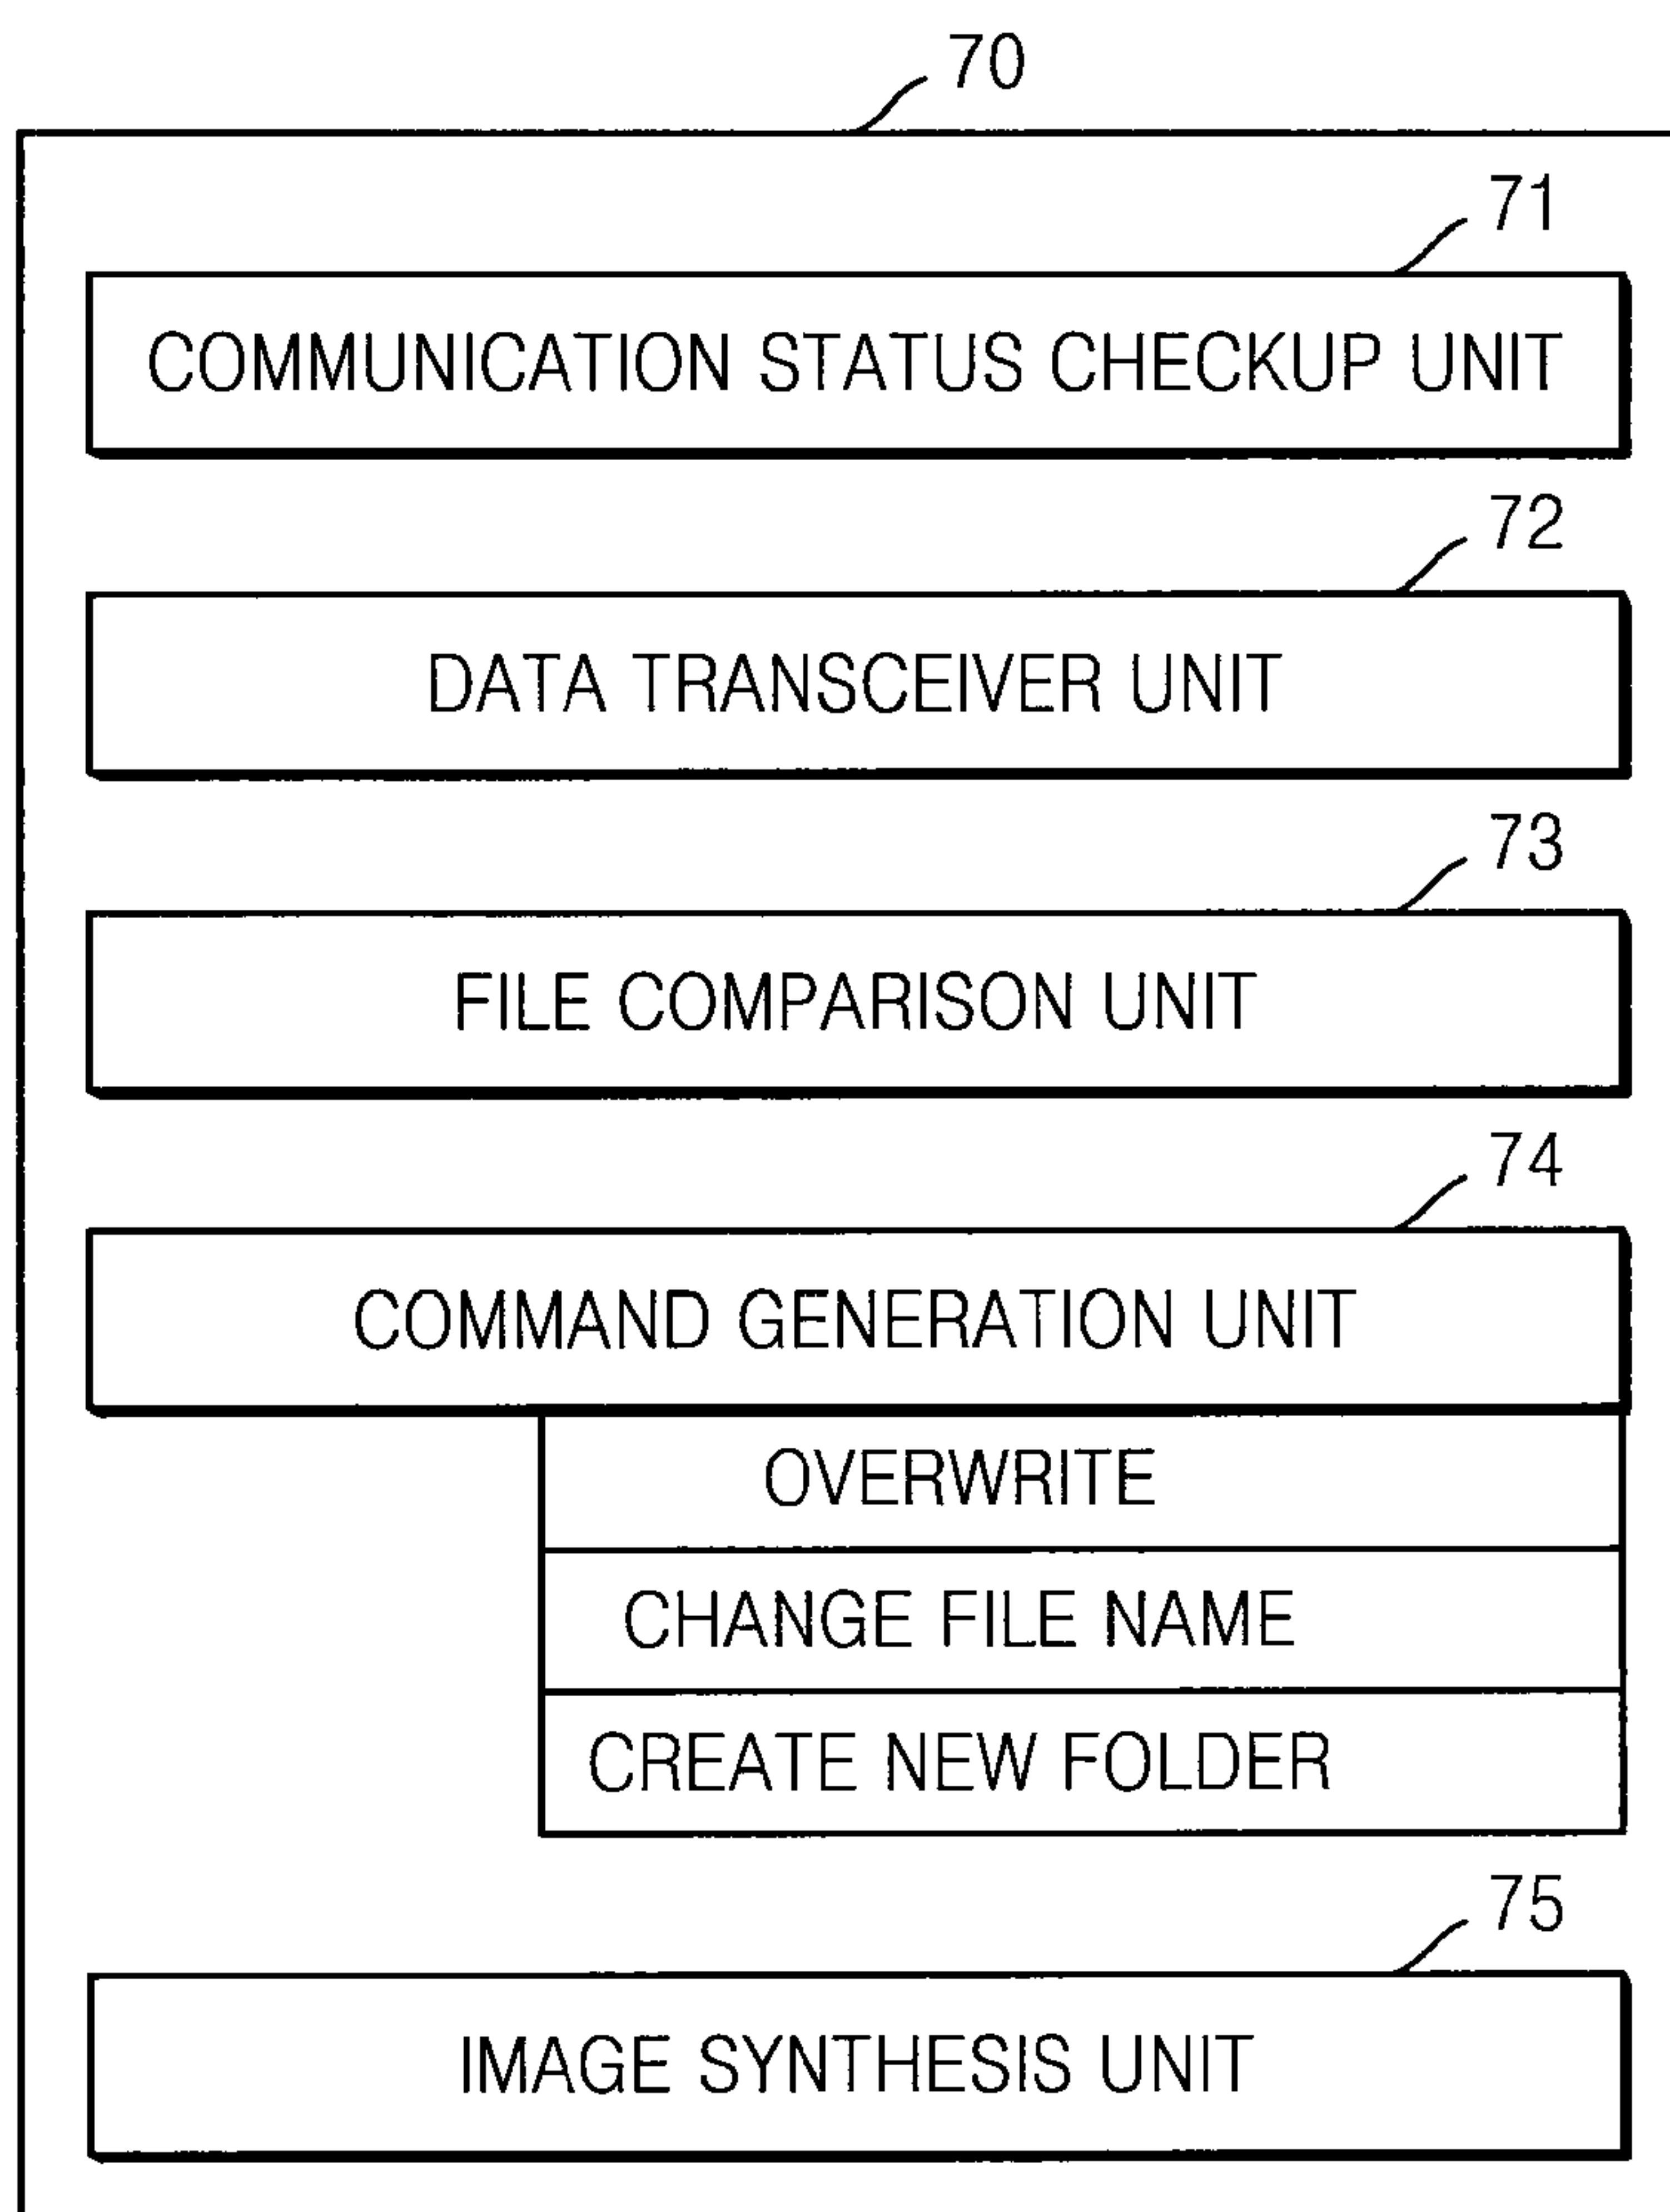 70
71
COMMUNICATION STATUS CHECKUP UNIT
72
DATA TRANSCEIVER UNIT
73
FILE COMPARISON UNIT
74
COMMAND GENERATION UNIT
OVERWRITE
CHANGE FILE NAME
CREATE NEW FOLDER
75
IMAGE SYNTHESIS UNIT